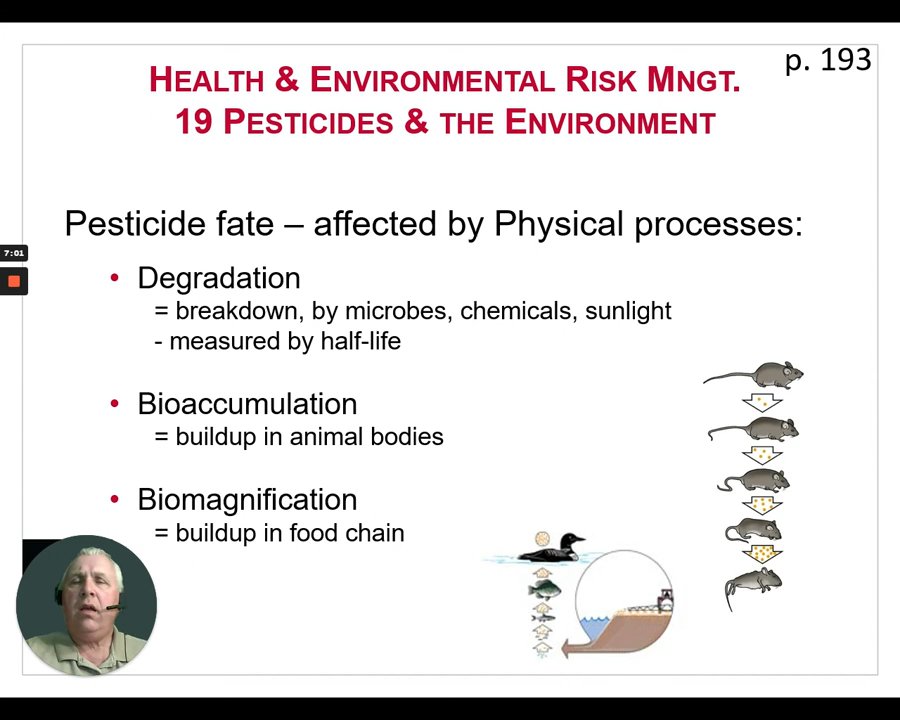 p. 193
HEALTH & ENVIRONMENTAL RISK MNGT.
19 PESTICIDES & THE ENVIRONMENT
Pesticide fate – affected by Physical processes:
7:01
• Degradation
= breakdown, by microbes, chemicals, sunlight
- measured by half-life
• Bioaccumulation
= buildup in animal bodies
• Biomagnification
= buildup in food chain